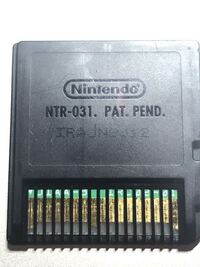 Nintendo
NTR-031. PAT. PEND.